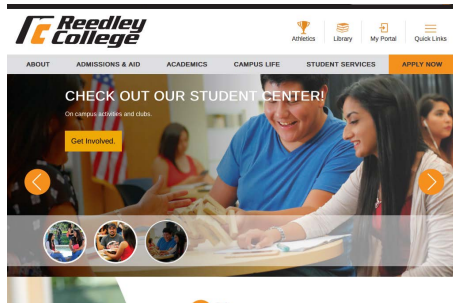 Reedley
College
Athletics Library My Portal Quick Links
ABOUT ADMISSIONS & AID ACADEMICS CAMPUS LIFE STUDENT SERVICES APPLY NOW
CHECK OUT OUR STUDENT CENTER!
On campus activities and clubs.
Get Involved.